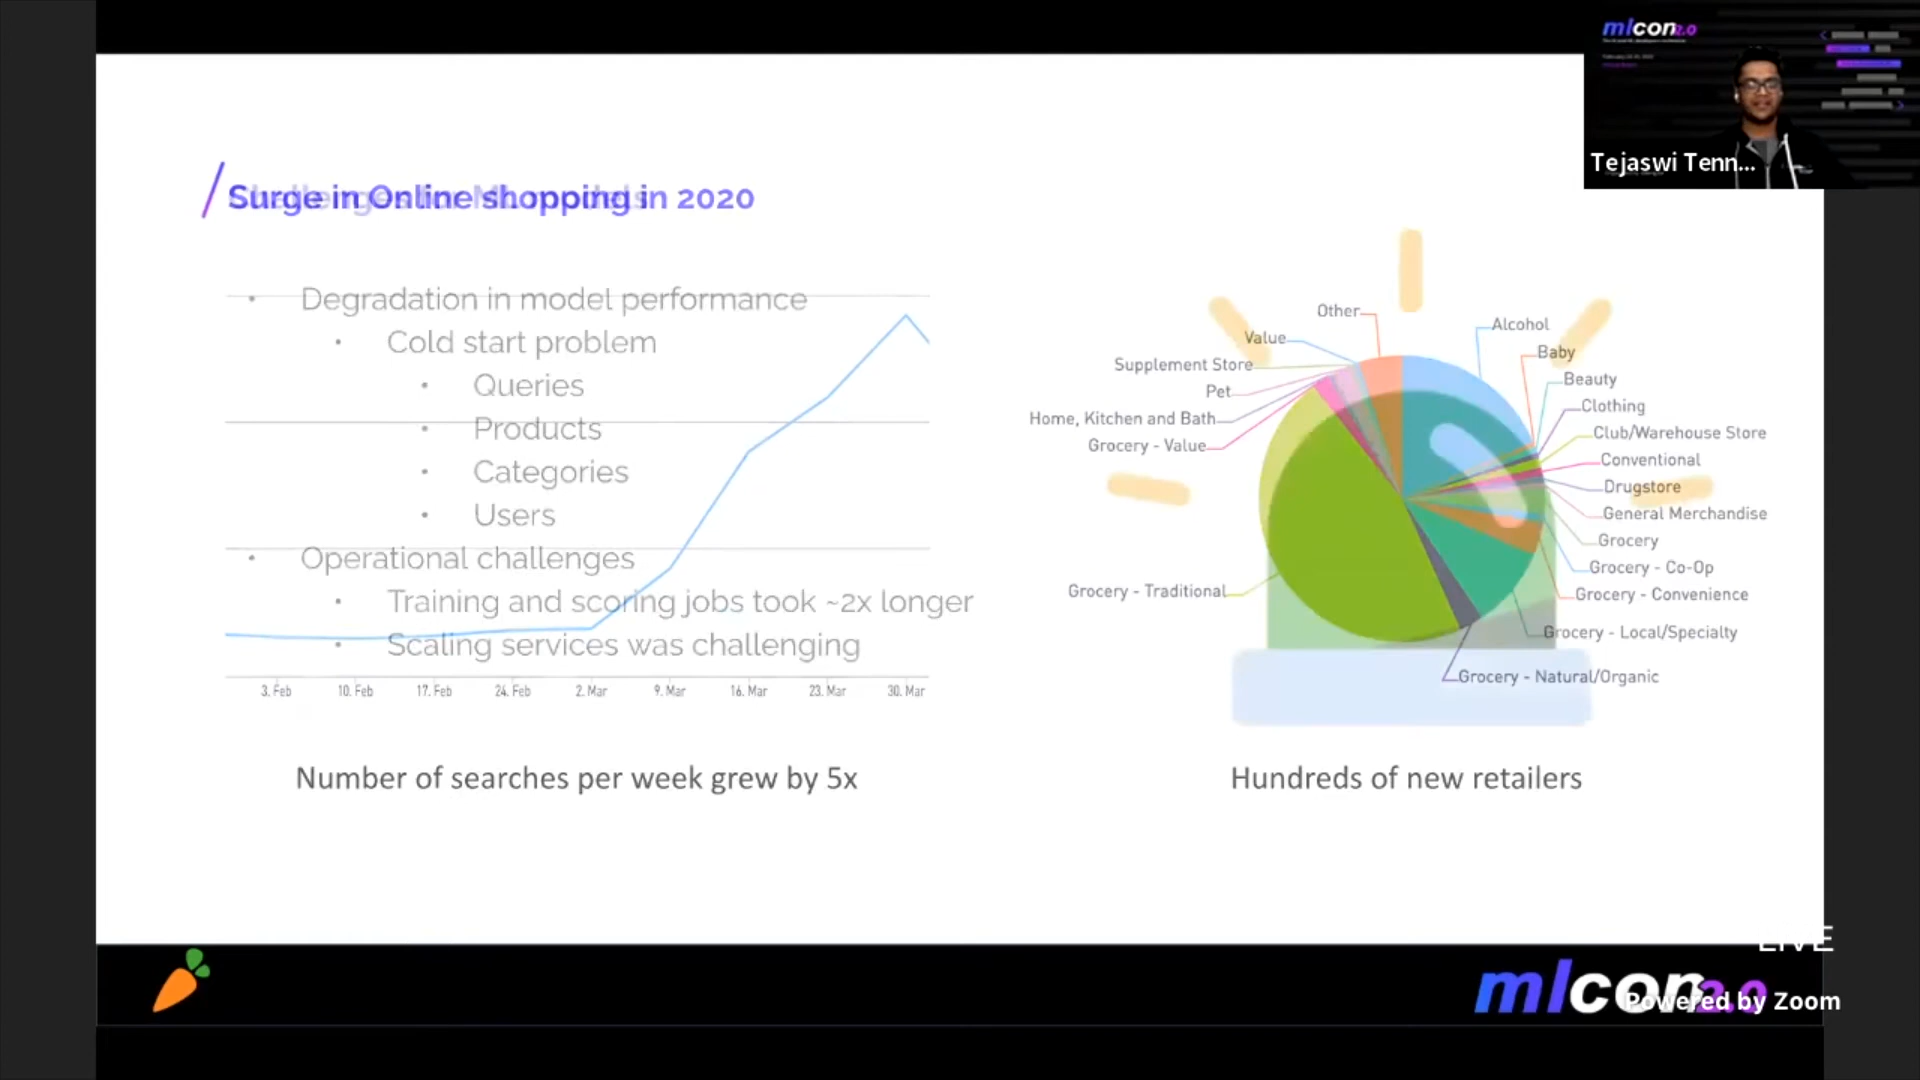 mlcon2.0
Tejaswi Tenn...
Surge in Online shopping in 2020
• Degradation in model performance
• Cold start problem
• Queries
• Products
• Categories
• Users
• Operational challenges
• Training and scoring jobs took ~2x longer
• Scaling services was challenging
3. Feb 10. Feb 17. Feb 24. Feb 2. Mar 9. Mar 16. Mar 23. Mar 30. Mar
Number of searches per week grew by 5x
Other
Value
Supplement Store
Pet
Home, Kitchen and Bath
Grocery - Value
Grocery - Traditional
Alcohol
Baby
Beauty
Clothing
Club/Warehouse Store
Conventional
Drugstore
General Merchandise
Grocery
Grocery - Co-Op
Grocery - Convenience
Grocery - Local/Specialty
Grocery - Natural/Organic
Hundreds of new retailers
LIVE
mlcon2.0
Powered by Zoom